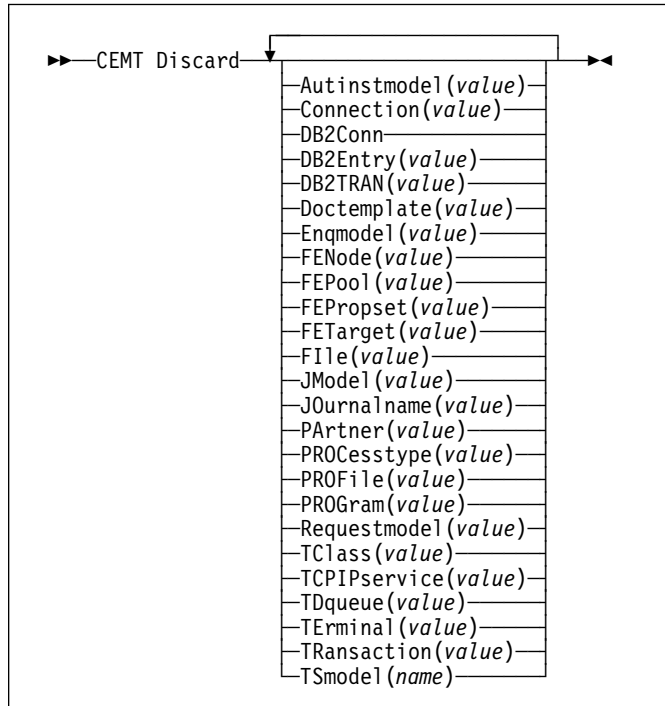 CEMT Discard
Autinstmodel(value)
Connection(value)
DB2Conn
DB2Entry(value)
DB2TRAN(value)
Doctemplate(value)
Enqmodel(value)
FENode(value)
FEPool(value)
FEPropset(value)
FETarget(value)
FIle(value)
JModel(value)
JOurnalname(value)
PArtner(value)
PROCesstype(value)
PROFile(value)
PROGram(value)
Requestmodel(value)
TClass(value)
TCPIPservice(value)
TDqueue(value)
TErminal(value)
TRansaction(value)
TSmodel(name)